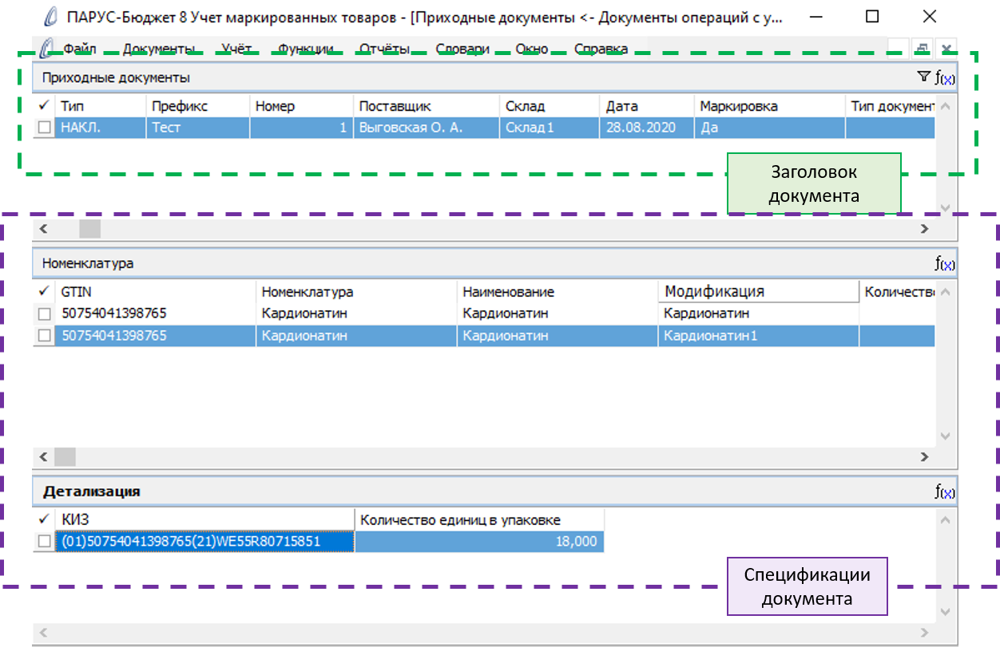 ПАРУС-Бюджет 8 Учет маркированных товаров - [Приходные документы <- Документы операций с у...
Файл Документы Учёт Функции Отчёты Словари Окно Справка
Приходные документы f(x)
✓ Тип Префикс Номер Поставщик Склад Дата Маркировка Тип документ
НАКЛ. Тест 1 Выговская О. А. Склад1 28.08.2020 Да
Заголовок
документа
Номенклатура f(x)
✓ GTIN Номенклатура Наименование Модификация Количеств
50754041398765 Кардионатин Кардионатин Кардионатин
50754041398765 Кардионатин Кардионатин Кардионатин1
Детализация f(x)
✓ КИЗ Количество единиц в упаковке
(01)50754041398765(21)WE55R80715851 18,000
Спецификации
документа